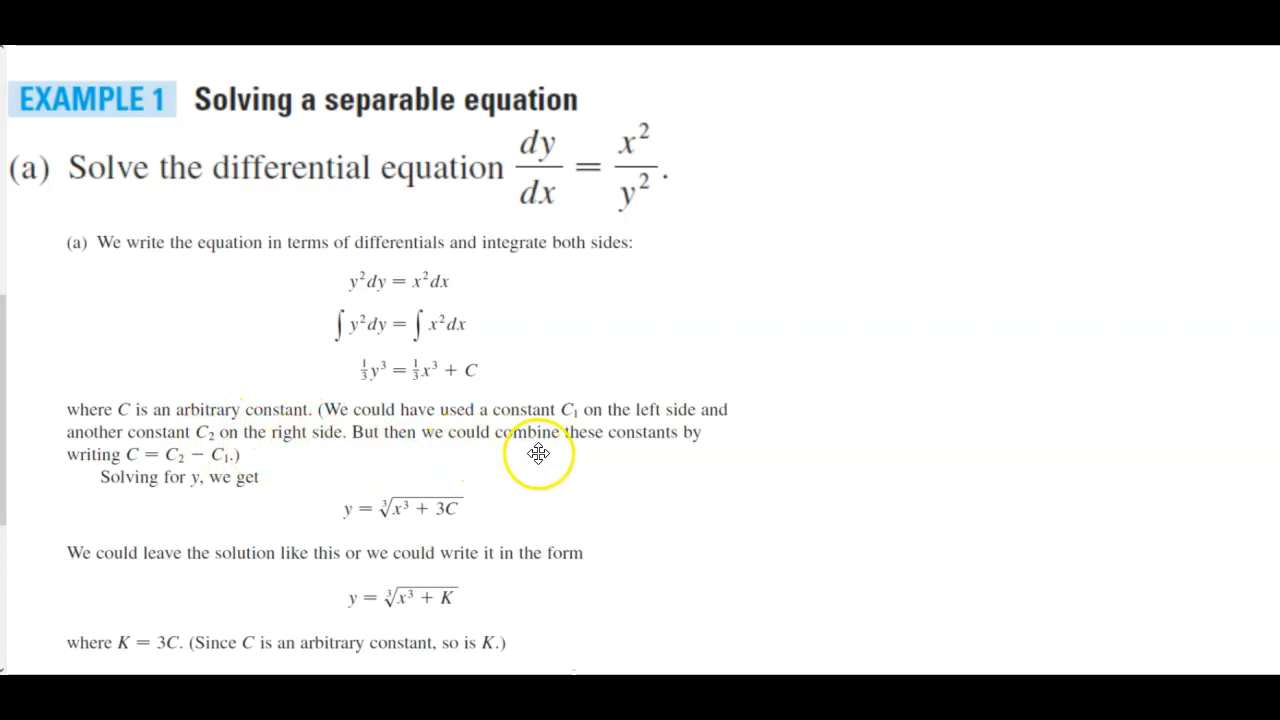 EXAMPLE 1 Solving a separable equation
(a) Solve the differential equation dy/dx = x²/y².
(a) We write the equation in terms of differentials and integrate both sides:
y²dy = x²dx
∫ y²dy = ∫ x²dx
⅓y³ = ⅓x³ + C
where C is an arbitrary constant. (We could have used a constant C₁ on the left side and
another constant C₂ on the right side. But then we could combine these constants by
writing C = C₂ − C₁.)
Solving for y, we get
y = ∛(x³ + 3C)
We could leave the solution like this or we could write it in the form
y = ∛(x³ + K)
where K = 3C. (Since C is an arbitrary constant, so is K.)